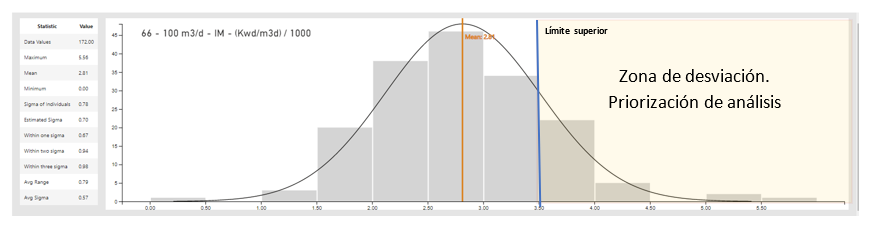 Statistic Value
Data Values 172.00
Maximum 5.56
Mean 2.81
Minimum 0.00
Sigma of Individuals 0.78
Estimated Sigma 0.70
Within one sigma 0.67
Within two sigma 0.94
Within three sigma 0.98
Avg Range 0.79
Avg Sigma 0.57
66 - 100 m3/d - IM - (Kwd/m3d) / 1000
Mean: 2.81
Límite superior
Zona de desviación.
Priorización de análisis
45
40
35
30
25
20
15
10
5
0
0.00 0.50 1.00 1.50 2.00 2.50 3.00 3.50 4.00 4.50 5.00 5.50